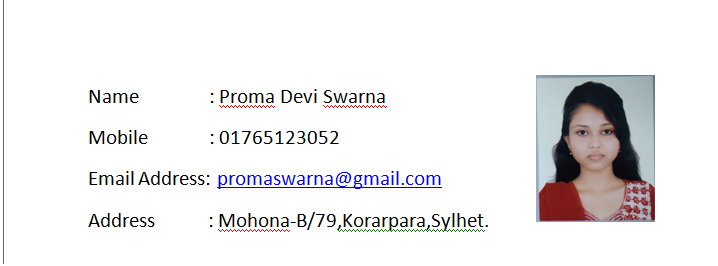 Name : Proma Devi Swarna
Mobile : 01765123052
Email Address: promaswarna@gmail.com
Address : Mohona-B/79,Korarpara,Sylhet.